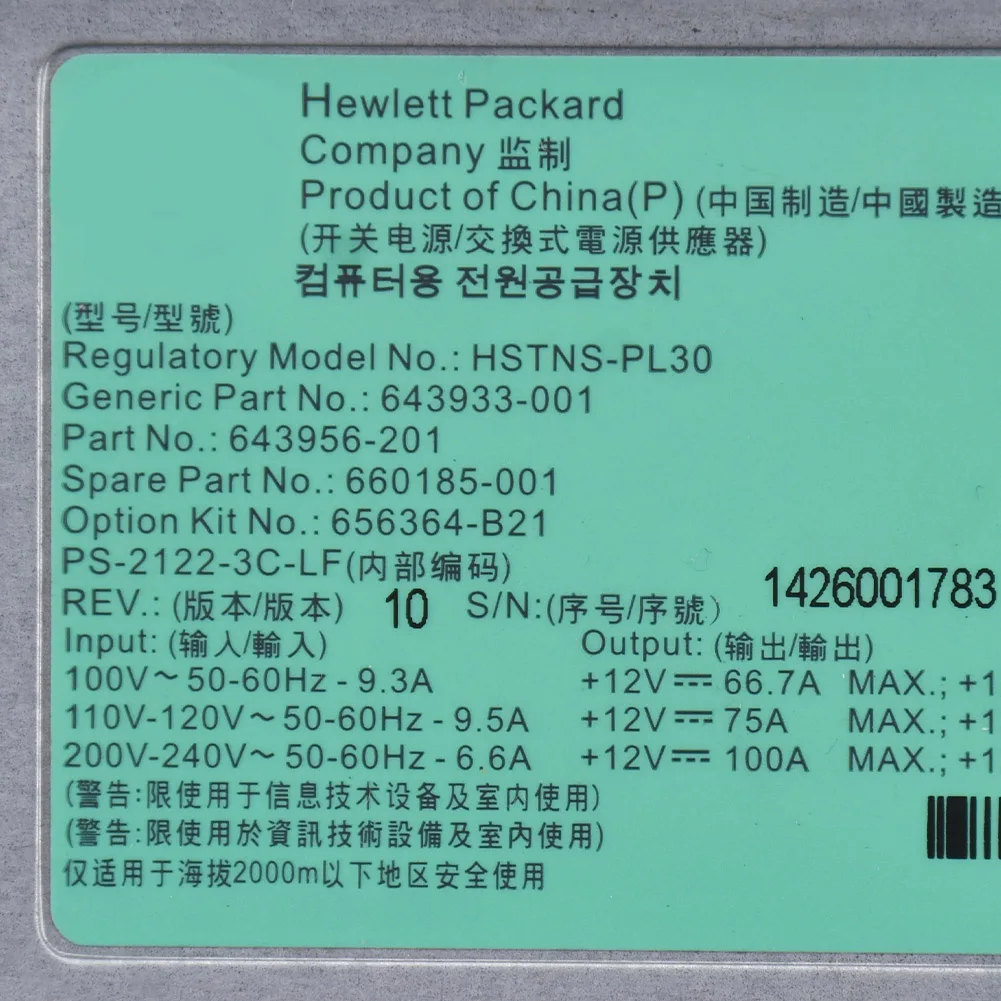 Hewlett Packard
Company 监制
Product of China(P) (中国制造/中國製造
(开关电源/交換式電源供應器)
컴퓨터용 전원공급장치
(型号/型號)
Regulatory Model No.: HSTNS-PL30
Generic Part No.: 643933-001
Part No.: 643956-201
Spare Part No.: 660185-001
Option Kit No.: 656364-B21
PS-2122-3C-LF(内部编码)
REV.: (版本/版本) 10 S/N:(序号/序號) 1426001783
Input: (输入/輸入) Output: (输出/輸出)
100V~50-60Hz - 9.3A +12V⎓66.7A MAX.; +1
110V-120V~50-60Hz - 9.5A +12V⎓75A MAX.; +1
200V-240V~50-60Hz - 6.6A +12V⎓100A MAX.; +1
(警告:限使用于信息技术设备及室内使用)
(警告:限使用於資訊技術設備及室內使用)
仅适用于海拔2000m以下地区安全使用